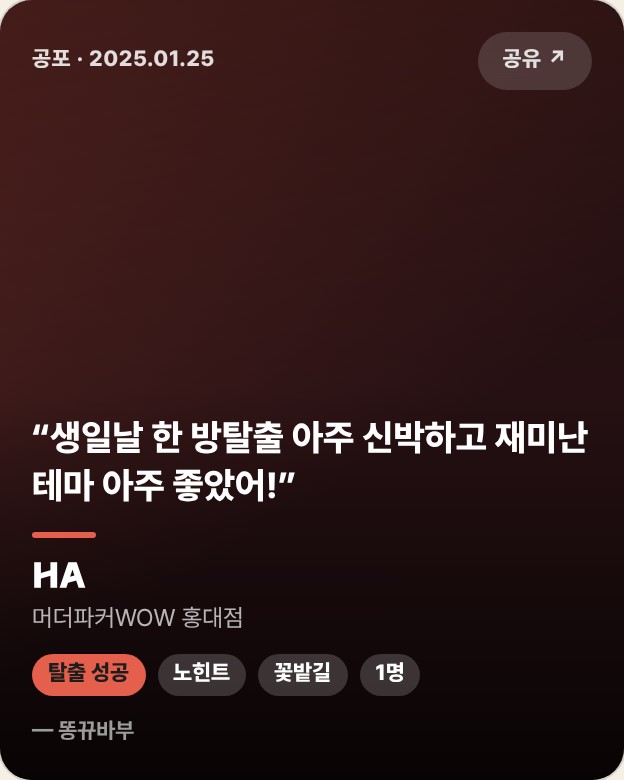 공포 · 2025.01.25
공유 ↗
“생일날 한 방탈출 아주 신박하고 재미난
테마 아주 좋았어!”
HA
머더파커WOW 홍대점
탈출 성공
노힌트
꽃밭길
1명
— 똥뀨바부